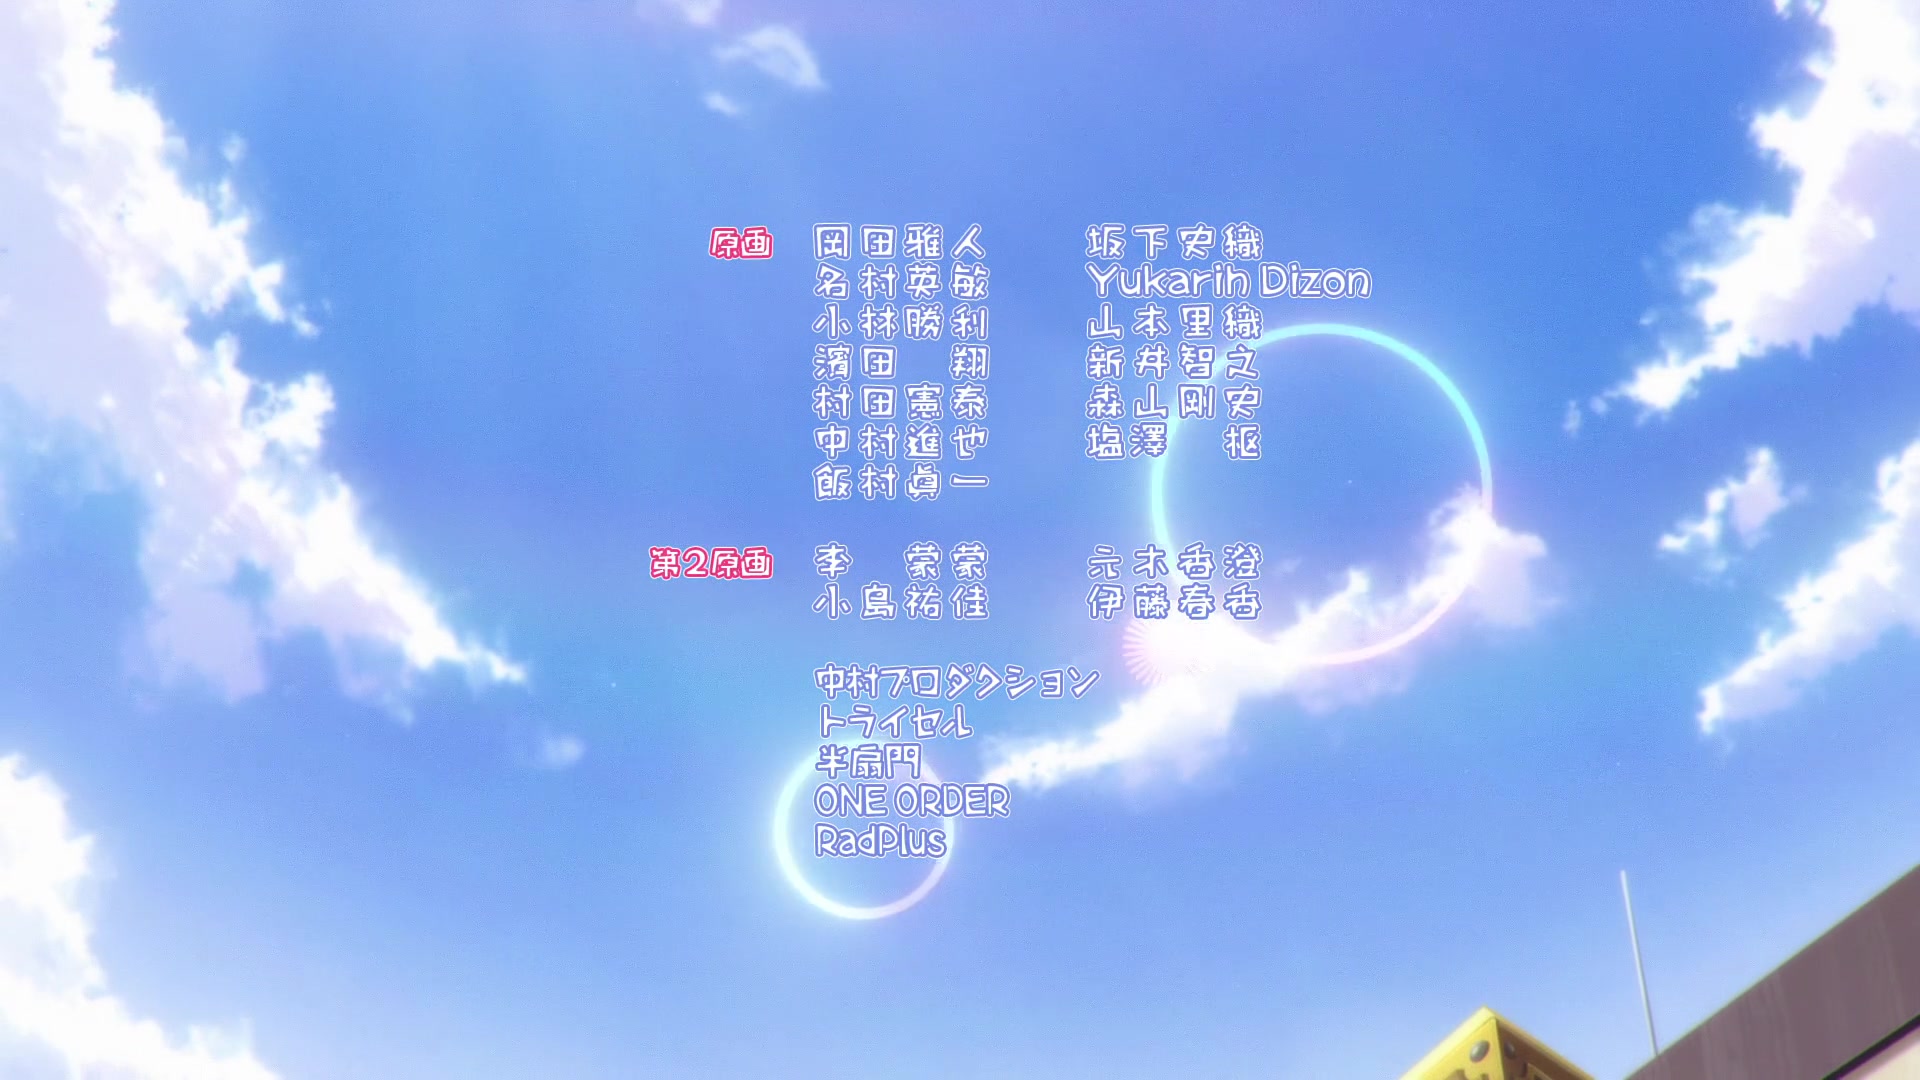 原画 岡田雅人 坂下史織
名村英敏 Yukarih Dizon
小林勝利 山本里織
濱田 翔 新井智之
村田憲泰 森山剛史
中村進也 塩澤 枢
飯村眞一
第2原画 李 蒙蒙 元木香澄
小島祐佳 伊藤春香
中村プロダクション
トライセル
半扇門
ONE ORDER
RadPlus